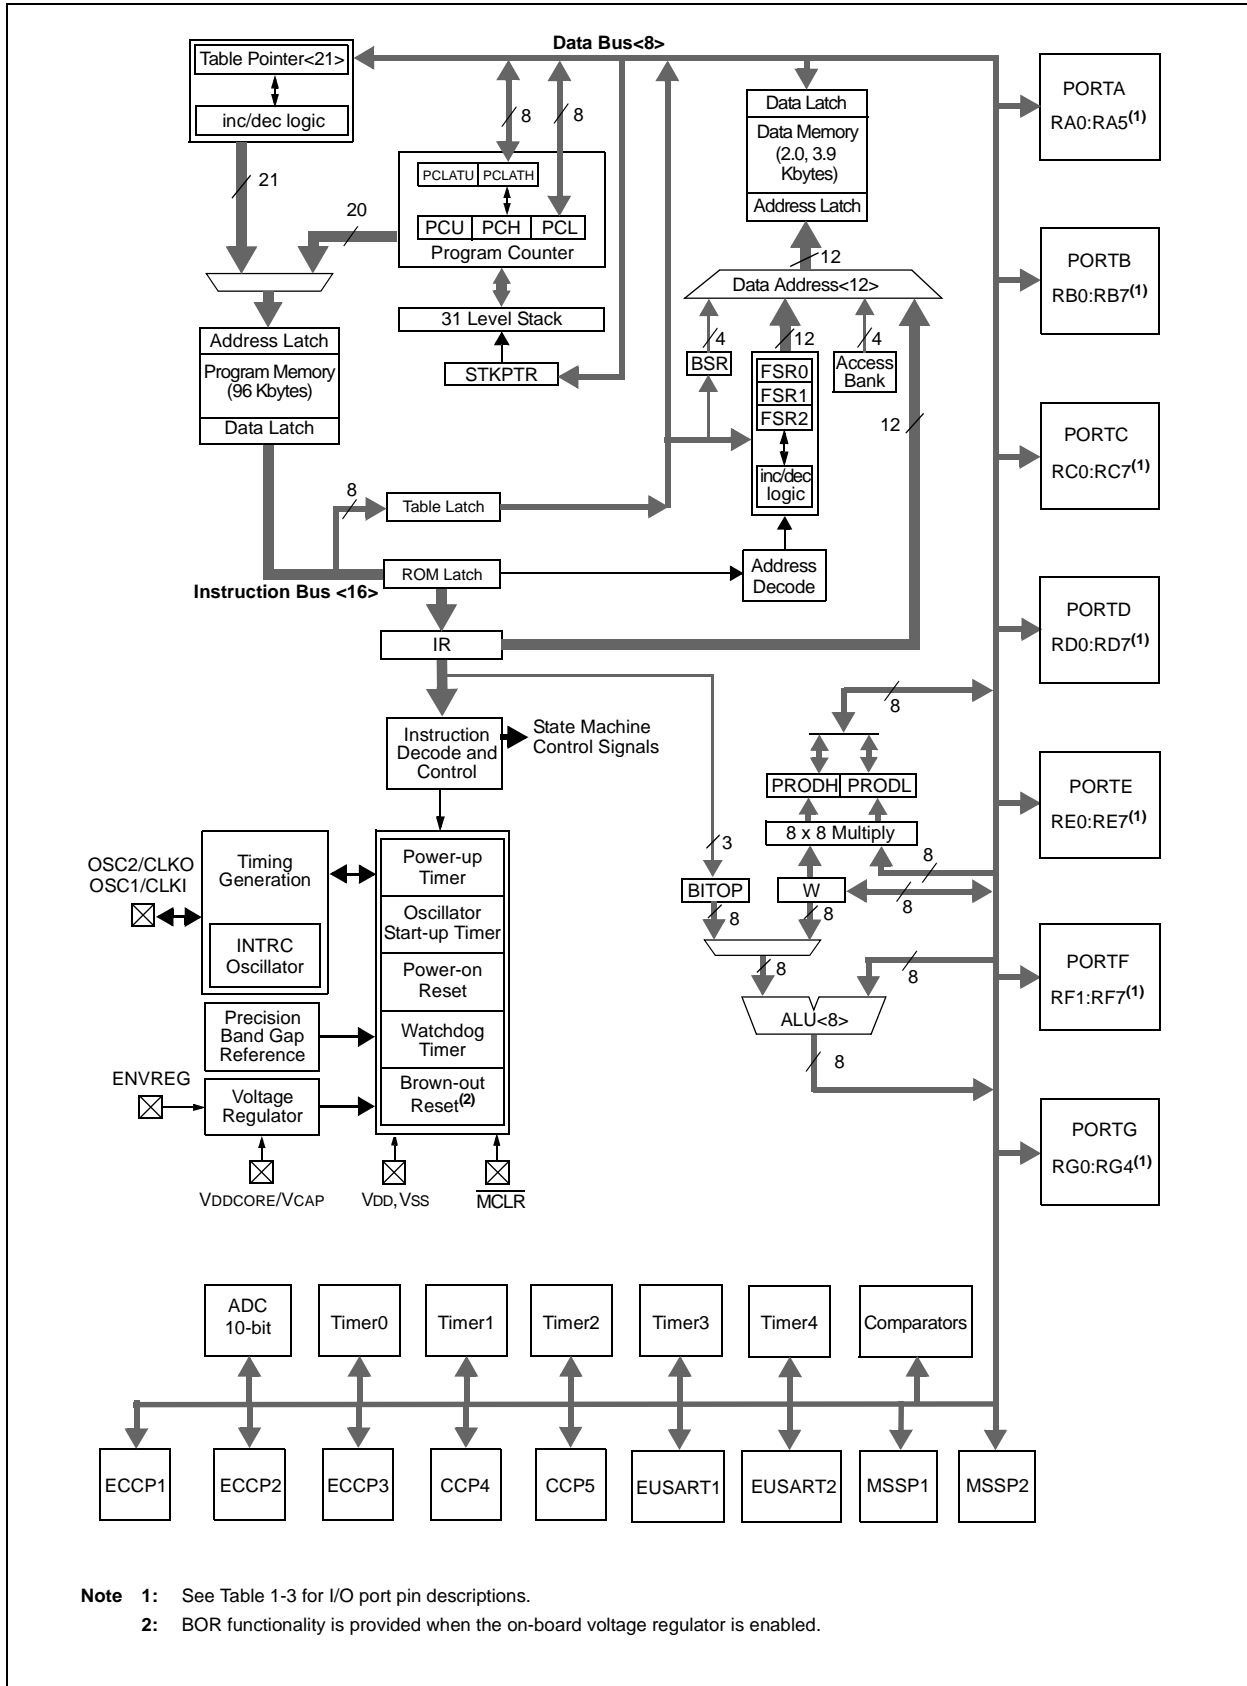 Data Bus<8>
Table Pointer<21>
inc/dec logic
21
20
8
8
PCLATU PCLATH
PCU PCH PCL
Program Counter
31 Level Stack
STKPTR
Data Latch
Data Memory
(2.0, 3.9
Kbytes)
Address Latch
12
Data Address<12>
4
12
4
BSR
FSR0
FSR1
FSR2
inc/dec
logic
Access
Bank
12
Address Latch
Program Memory
(96 Kbytes)
Data Latch
8
Table Latch
ROM Latch
Instruction Bus <16>
Address
Decode
IR
Instruction
Decode and
Control
State Machine
Control Signals
8
PRODH PRODL
8 x 8 Multiply
3
8
BITOP
W
8
8
8
8
8
ALU<8>
8
OSC2/CLKO
OSC1/CLKI
Timing
Generation
INTRC
Oscillator
Power-up
Timer
Oscillator
Start-up Timer
Power-on
Reset
Watchdog
Timer
Brown-out
Reset(2)
Precision
Band Gap
Reference
ENVREG
Voltage
Regulator
VDDCORE/VCAP
VDD, VSS
MCLR
PORTA
RA0:RA5(1)
PORTB
RB0:RB7(1)
PORTC
RC0:RC7(1)
PORTD
RD0:RD7(1)
PORTE
RE0:RE7(1)
PORTF
RF1:RF7(1)
PORTG
RG0:RG4(1)
ADC
10-bit
Timer0
Timer1
Timer2
Timer3
Timer4
Comparators
ECCP1
ECCP2
ECCP3
CCP4
CCP5
EUSART1
EUSART2
MSSP1
MSSP2
Note 1: See Table 1-3 for I/O port pin descriptions.
2: BOR functionality is provided when the on-board voltage regulator is enabled.